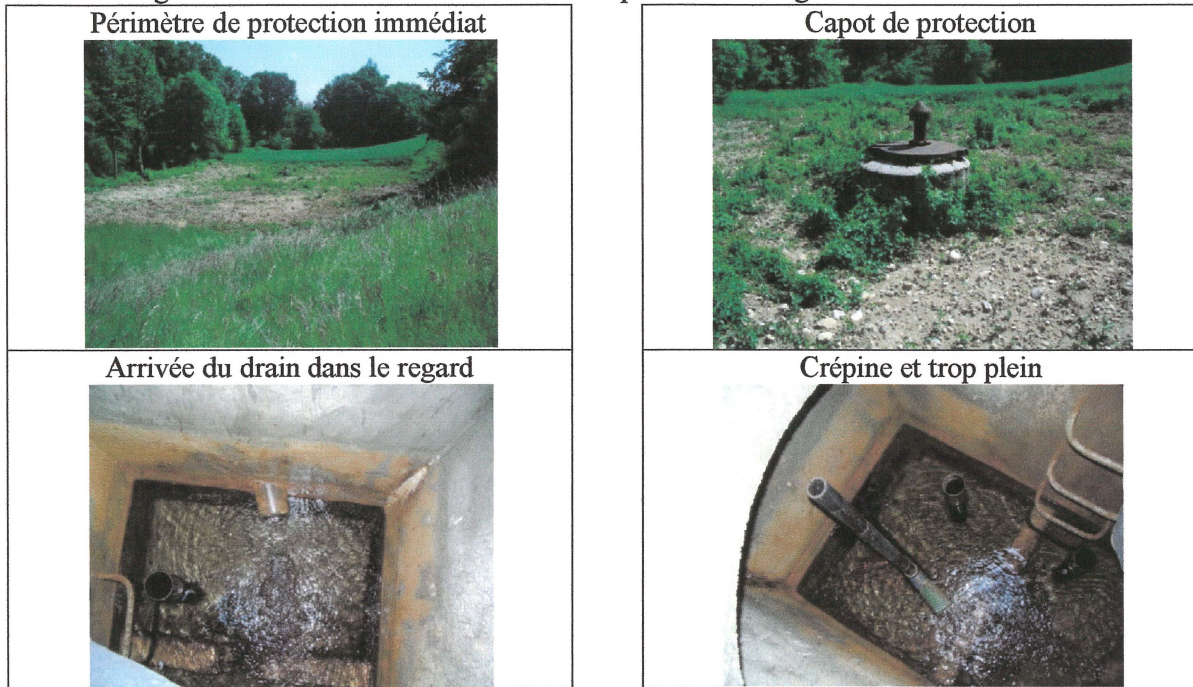 Périmètre de protection immédiat
Capot de protection
Arrivée du drain dans le regard
Crépine et trop plein